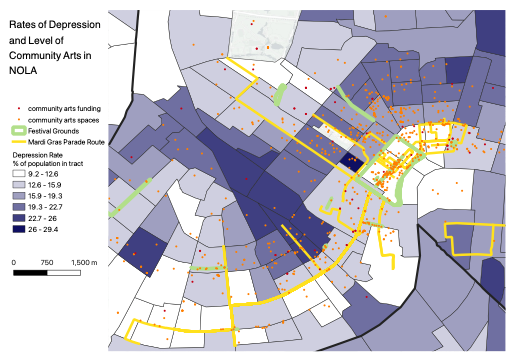 Rates of Depression
and Level of
Community Arts in
NOLA
community arts funding
community arts spaces
Festival Grounds
Mardi Gras Parade Route
Depression Rate
% of population in tract
9.2 - 12.6
12.6 - 15.9
15.9 - 19.3
19.3 - 22.7
22.7 - 26
26 - 29.4
0 750 1,500 m